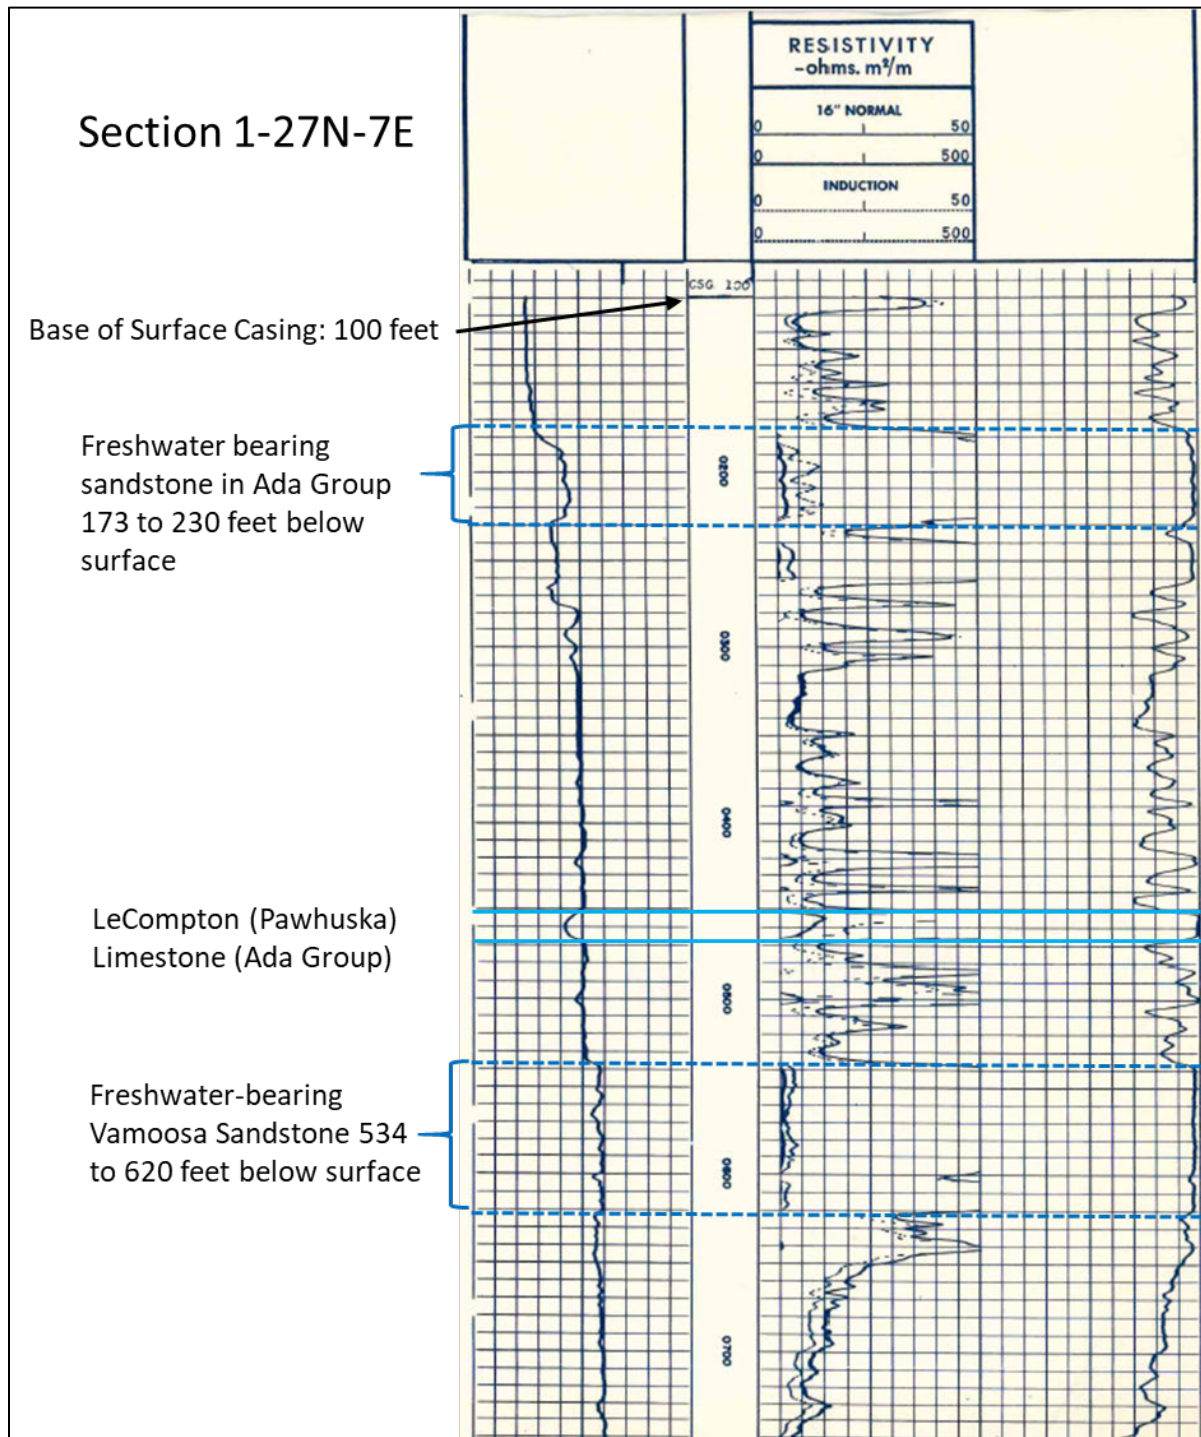 RESISTIVITY
-ohms. m²/m
16" NORMAL
0 50
0 500
INDUCTION
0 50
0 500
Section 1-27N-7E
CSG. 100
Base of Surface Casing: 100 feet
Freshwater bearing
sandstone in Ada Group
173 to 230 feet below
surface
0200
0300
0400
LeCompton (Pawhuska)
Limestone (Ada Group)
0500
Freshwater-bearing
Vamoosa Sandstone 534
to 620 feet below surface
0600
0700